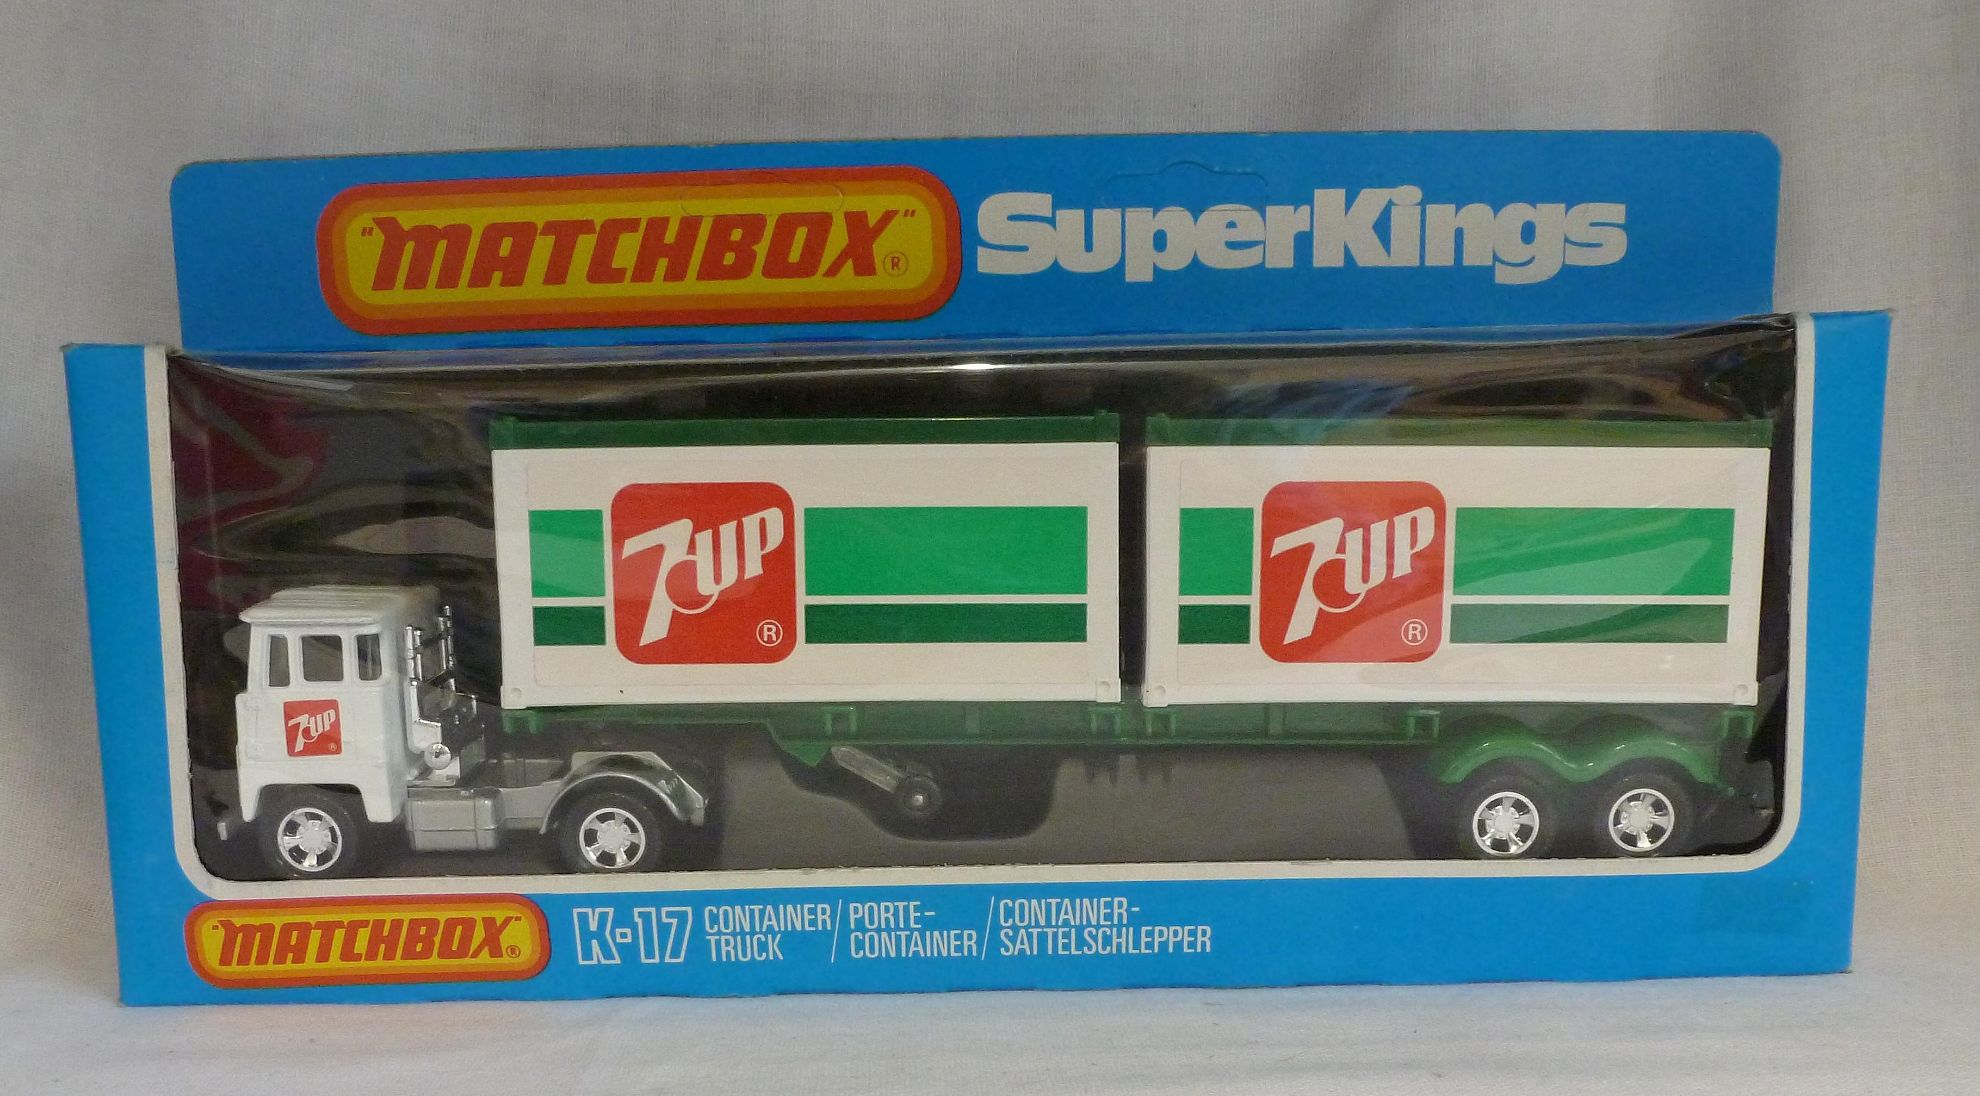 "MATCHBOX"® SuperKings
7UP ®
7UP ®
7UP ®
"MATCHBOX"® K-17 CONTAINER / PORTE- / CONTAINER-
TRUCK / CONTAINER / SATTELSCHLEPPER